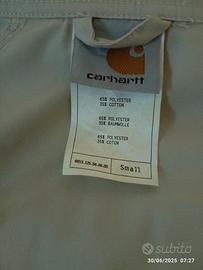 carhartt
65% POLYESTER
35% COTTON
65% POLYESTER
35% BAUMWOLLE
65% POLYESTER
35% COTON
Small
subito
30/06/2025 07:27